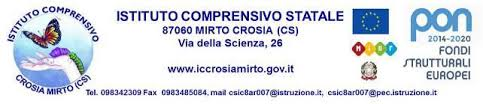 ISTITUTO COMPRENSIVO
CROSIA MIRTO (CS)
ISTITUTO COMPRENSIVO STATALE
87060 MIRTO CROSIA (CS)
Via della Scienza, 26
www.iccrosiamirto.gov.it
MIUR
pon
2014-2020
FONDI
STRUTTURALI
EUROPEI
Tel. 098342309 Fax 0983485084, mail csic8ar007@istruzione.it, csic8ar007@pec.istruzione.it